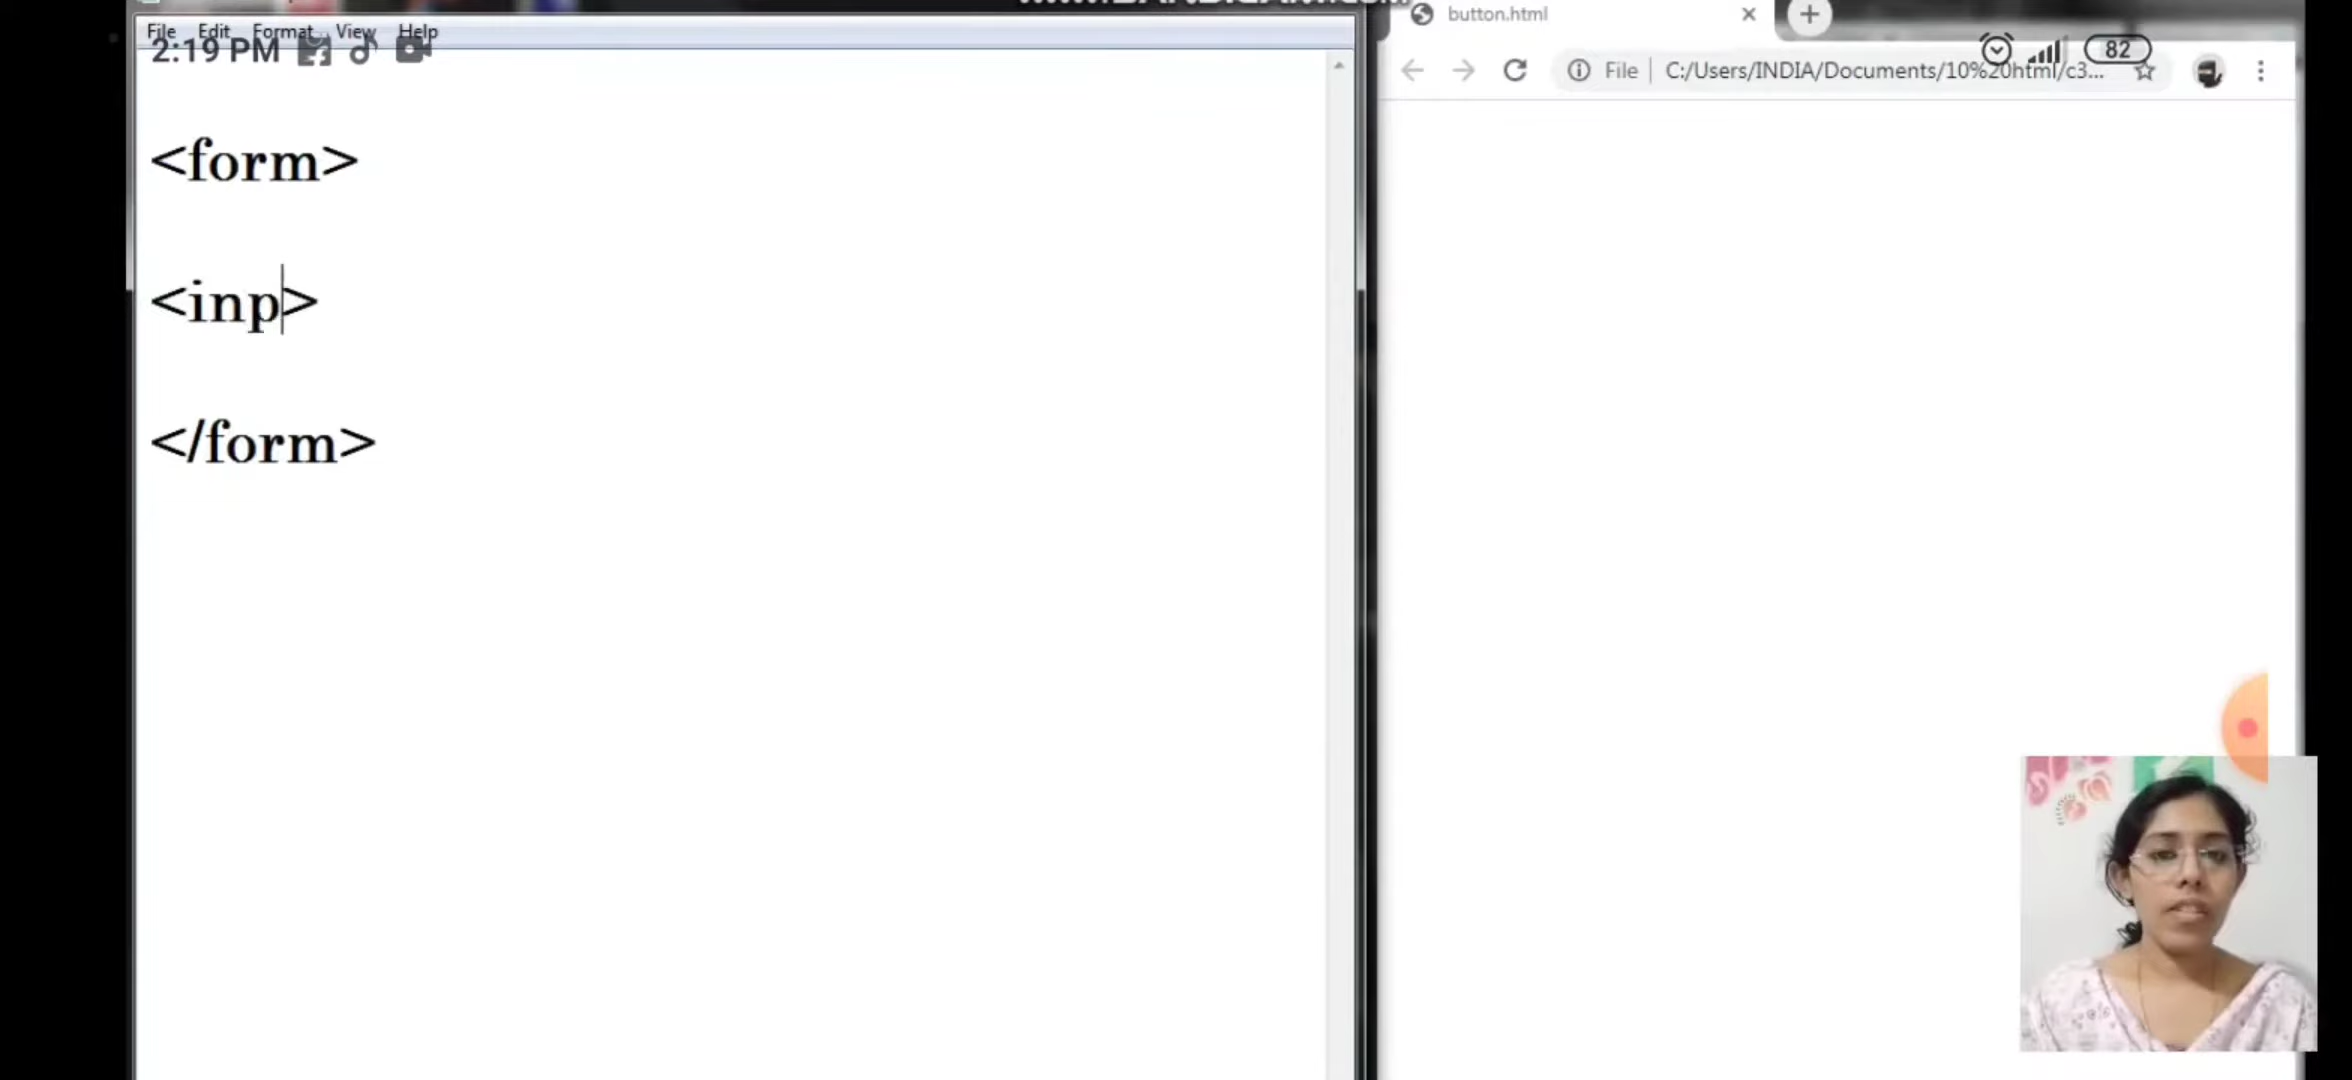 button.html
File Edit Format View Help
2:19 PM
82
File C:/Users/INDIA/Documents/10%20html/c3...
<form>
<inp>
</form>